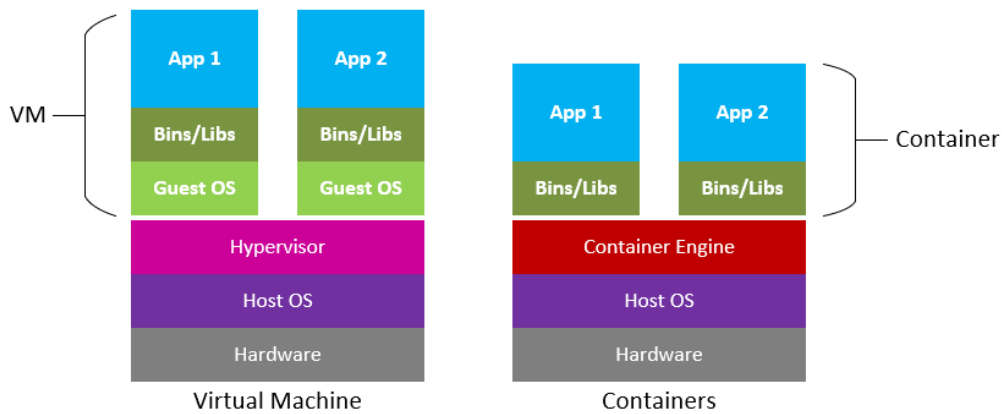 VM
App 1
App 2
Bins/Libs
Bins/Libs
Guest OS
Guest OS
Hypervisor
Host OS
Hardware
Virtual Machine
App 1
App 2
Bins/Libs
Bins/Libs
Container
Container Engine
Host OS
Hardware
Containers